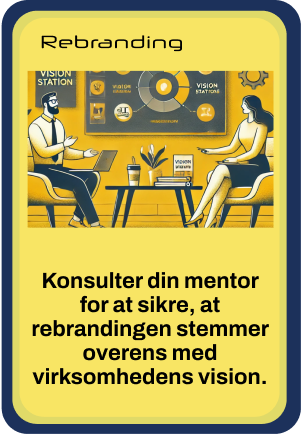 Rebranding
VISION
STATION
VISION
VISION
STATIONS
VISION
Konsulter din mentor
for at sikre, at
rebrandingen stemmer
overens med
virksomhedens vision.